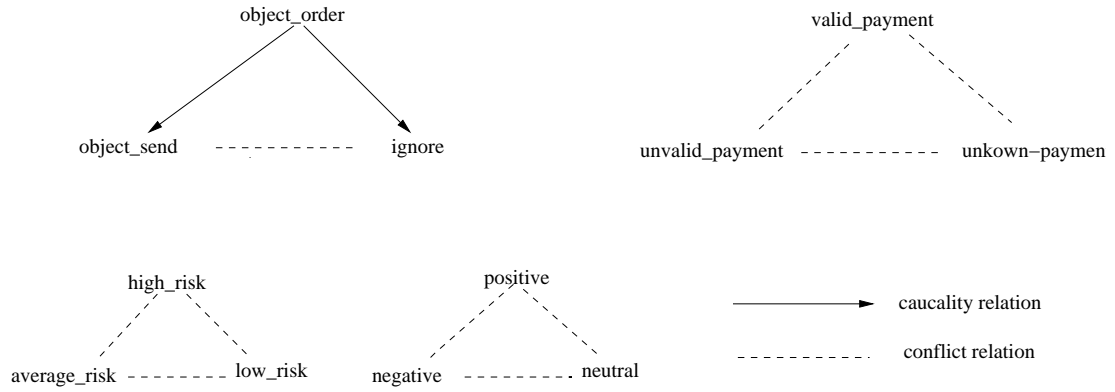 object_order
valid_payment
object_send
ignore
unvalid_payment
unkown-paymen
high_risk
positive
caucality relation
average_risk
low_risk
negative
neutral
conflict relation